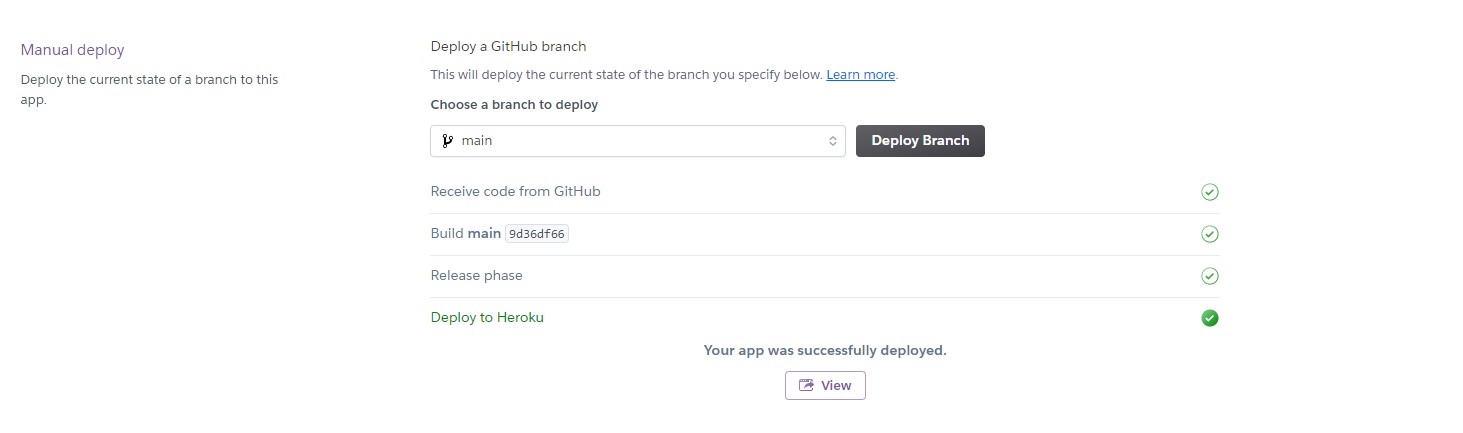 Manual deploy
Deploy the current state of a branch to this
app.
Deploy a GitHub branch
This will deploy the current state of the branch you specify below. Learn more.
Choose a branch to deploy
main
Deploy Branch
Receive code from GitHub
Build main 9d36df66
Release phase
Deploy to Heroku
Your app was successfully deployed.
View